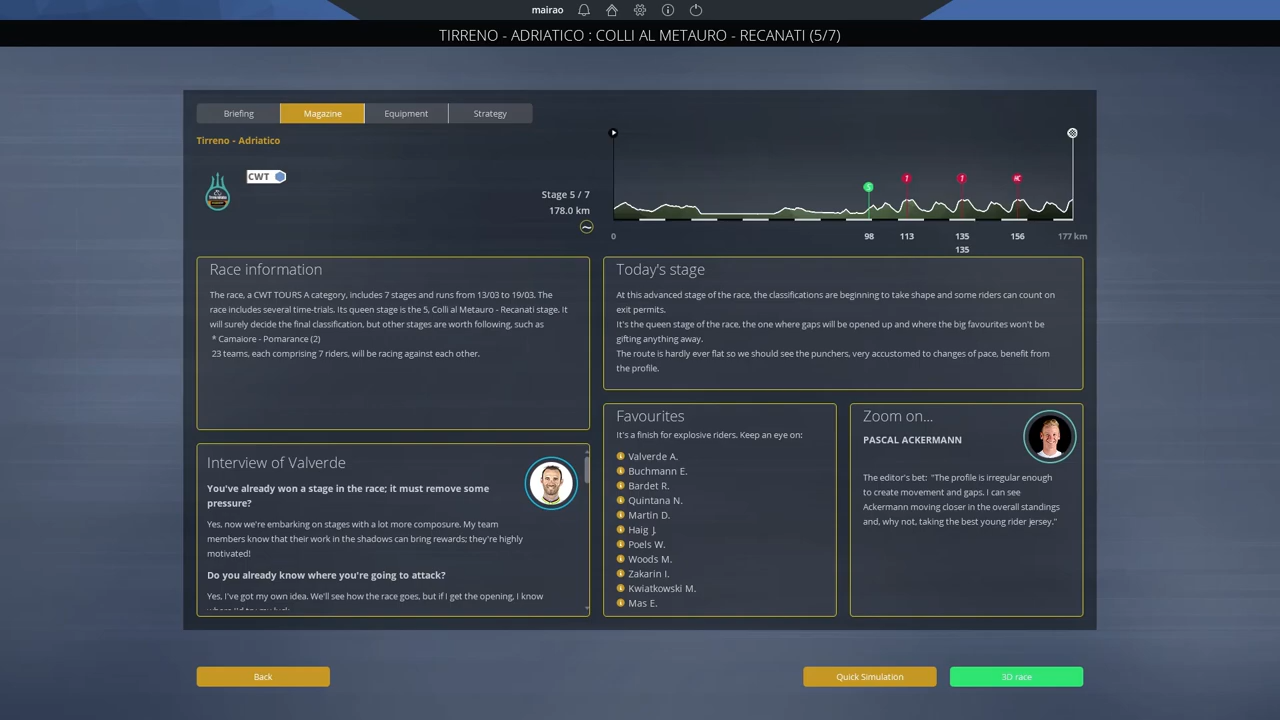 mairao
TIRRENO - ADRIATICO : COLLI AL METAURO - RECANATI (5/7)
Briefing
Magazine
Equipment
Strategy
Tirreno - Adriatico
CWT
Stage 5 / 7
178.0 km
S
1
1
HC
0
98
113
135
156
177 km
135
Race information
The race, a CWT TOURS A category, includes 7 stages and runs from 13/03 to 19/03. The
race includes several time-trials. Its queen stage is the 5, Colli al Metauro - Recanati stage. It
will surely decide the final classification, but other stages are worth following, such as
* Camaiore - Pomarance (2)
23 teams, each comprising 7 riders, will be racing against each other.
Today's stage
At this advanced stage of the race, the classifications are beginning to take shape and some riders can count on
exit permits.
It's the queen stage of the race, the one where gaps will be opened up and where the big favourites won't be
gifting anything away.
The route is hardly ever flat so we should see the punchers, very accustomed to changes of pace, benefit from
the profile.
Interview of Valverde
You've already won a stage in the race; it must remove some
pressure?
Yes, now we're embarking on stages with a lot more composure. My team
members know that their work in the shadows can bring rewards; they're highly
motivated!
Do you already know where you're going to attack?
Yes, I've got my own idea. We'll see how the race goes, but if I get the opening, I know
Favourites
It's a finish for explosive riders. Keep an eye on:
Valverde A.
Buchmann E.
Bardet R.
Quintana N.
Martin D.
Haig J.
Poels W.
Woods M.
Zakarin I.
Kwiatkowski M.
Mas E.
Zoom on...
PASCAL ACKERMANN
The editor's bet: "The profile is irregular enough
to create movement and gaps. I can see
Ackermann moving closer in the overall standings
and, why not, taking the best young rider jersey."
Back
Quick Simulation
3D race